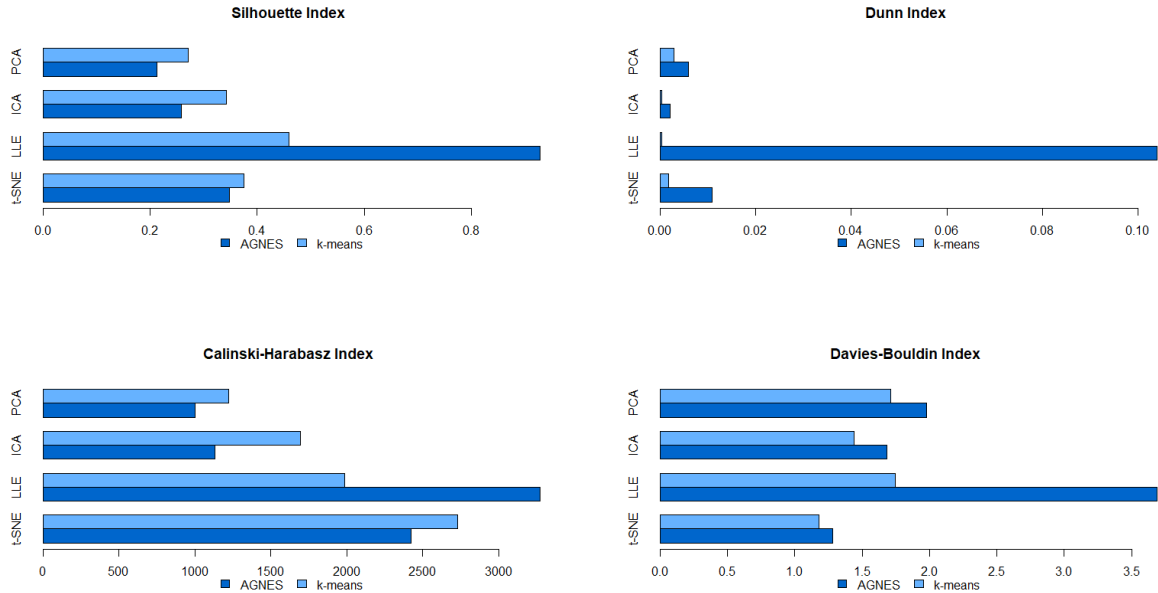 Silhouette Index
PCA
ICA
LLE
t-SNE
0.0 0.2 0.4 0.6 0.8
AGNES k-means
Dunn Index
PCA
ICA
LLE
t-SNE
0.00 0.02 0.04 0.06 0.08 0.10
AGNES k-means
Calinski-Harabasz Index
PCA
ICA
LLE
t-SNE
0 500 1000 1500 2000 2500 3000
AGNES k-means
Davies-Bouldin Index
PCA
ICA
LLE
t-SNE
0.0 0.5 1.0 1.5 2.0 2.5 3.0 3.5
AGNES k-means